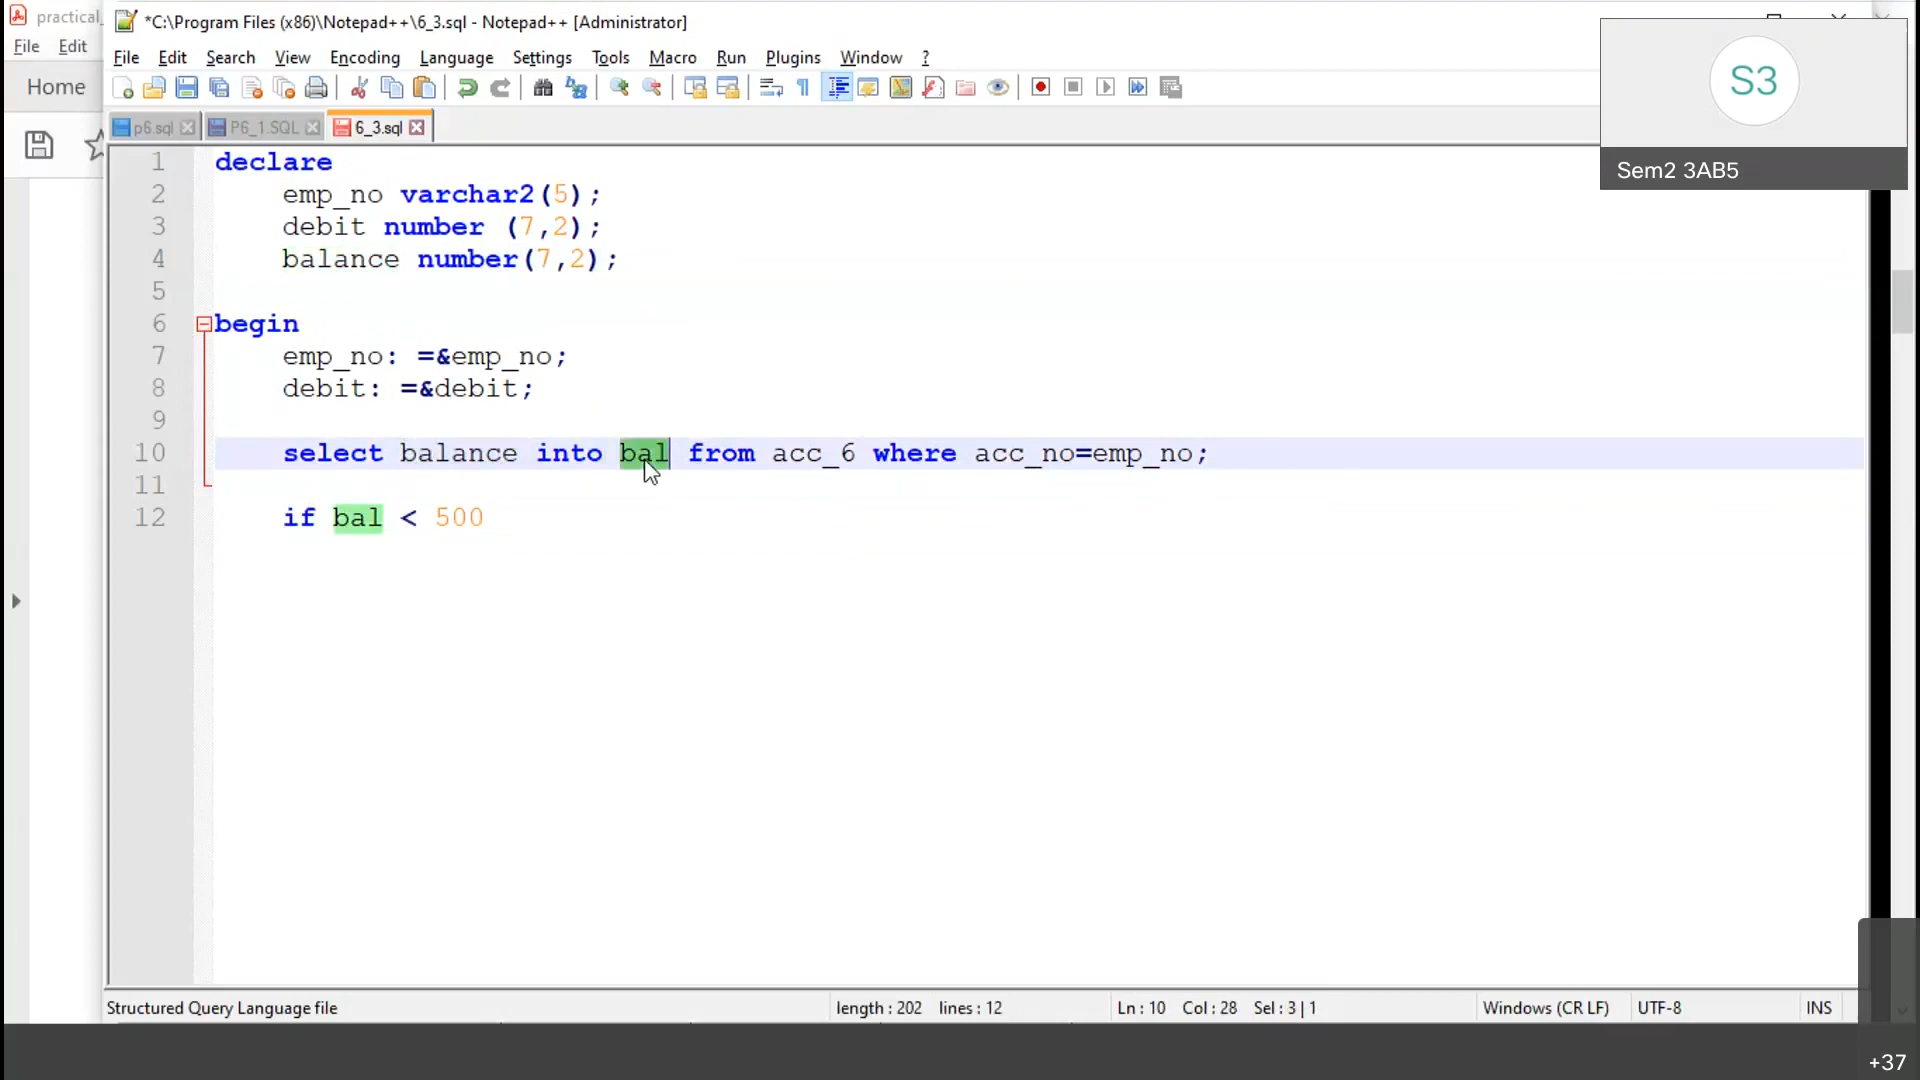 practical_
File Edit
Home
*C:\Program Files (x86)\Notepad++\6_3.sql - Notepad++ [Administrator]
File Edit Search View Encoding Language Settings Tools Macro Run Plugins Window ?
p6.sql P6_1.SQL 6_3.sql
1 declare
2 emp_no varchar2(5);
3 debit number (7,2);
4 balance number(7,2);
5
6 begin
7 emp_no: =&emp_no;
8 debit: =&debit;
9
10 select balance into bal from acc_6 where acc_no=emp_no;
11
12 if bal < 500
S3
Sem2 3AB5
Structured Query Language file length : 202 lines : 12 Ln : 10 Col : 28 Sel : 3 | 1 Windows (CR LF) UTF-8 INS
+37